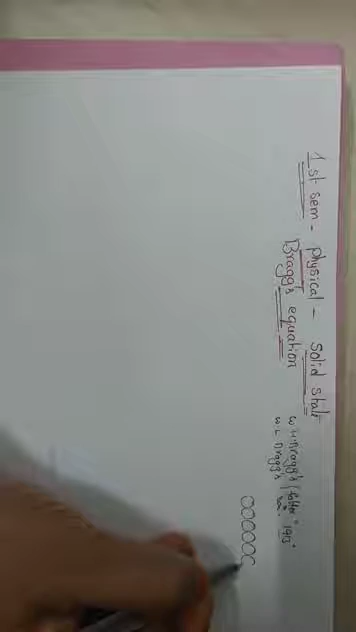 1st sem - physical - solid state
Bragg's equation
W.H. Bragg's (father "1913"
W.L Bragg's son.